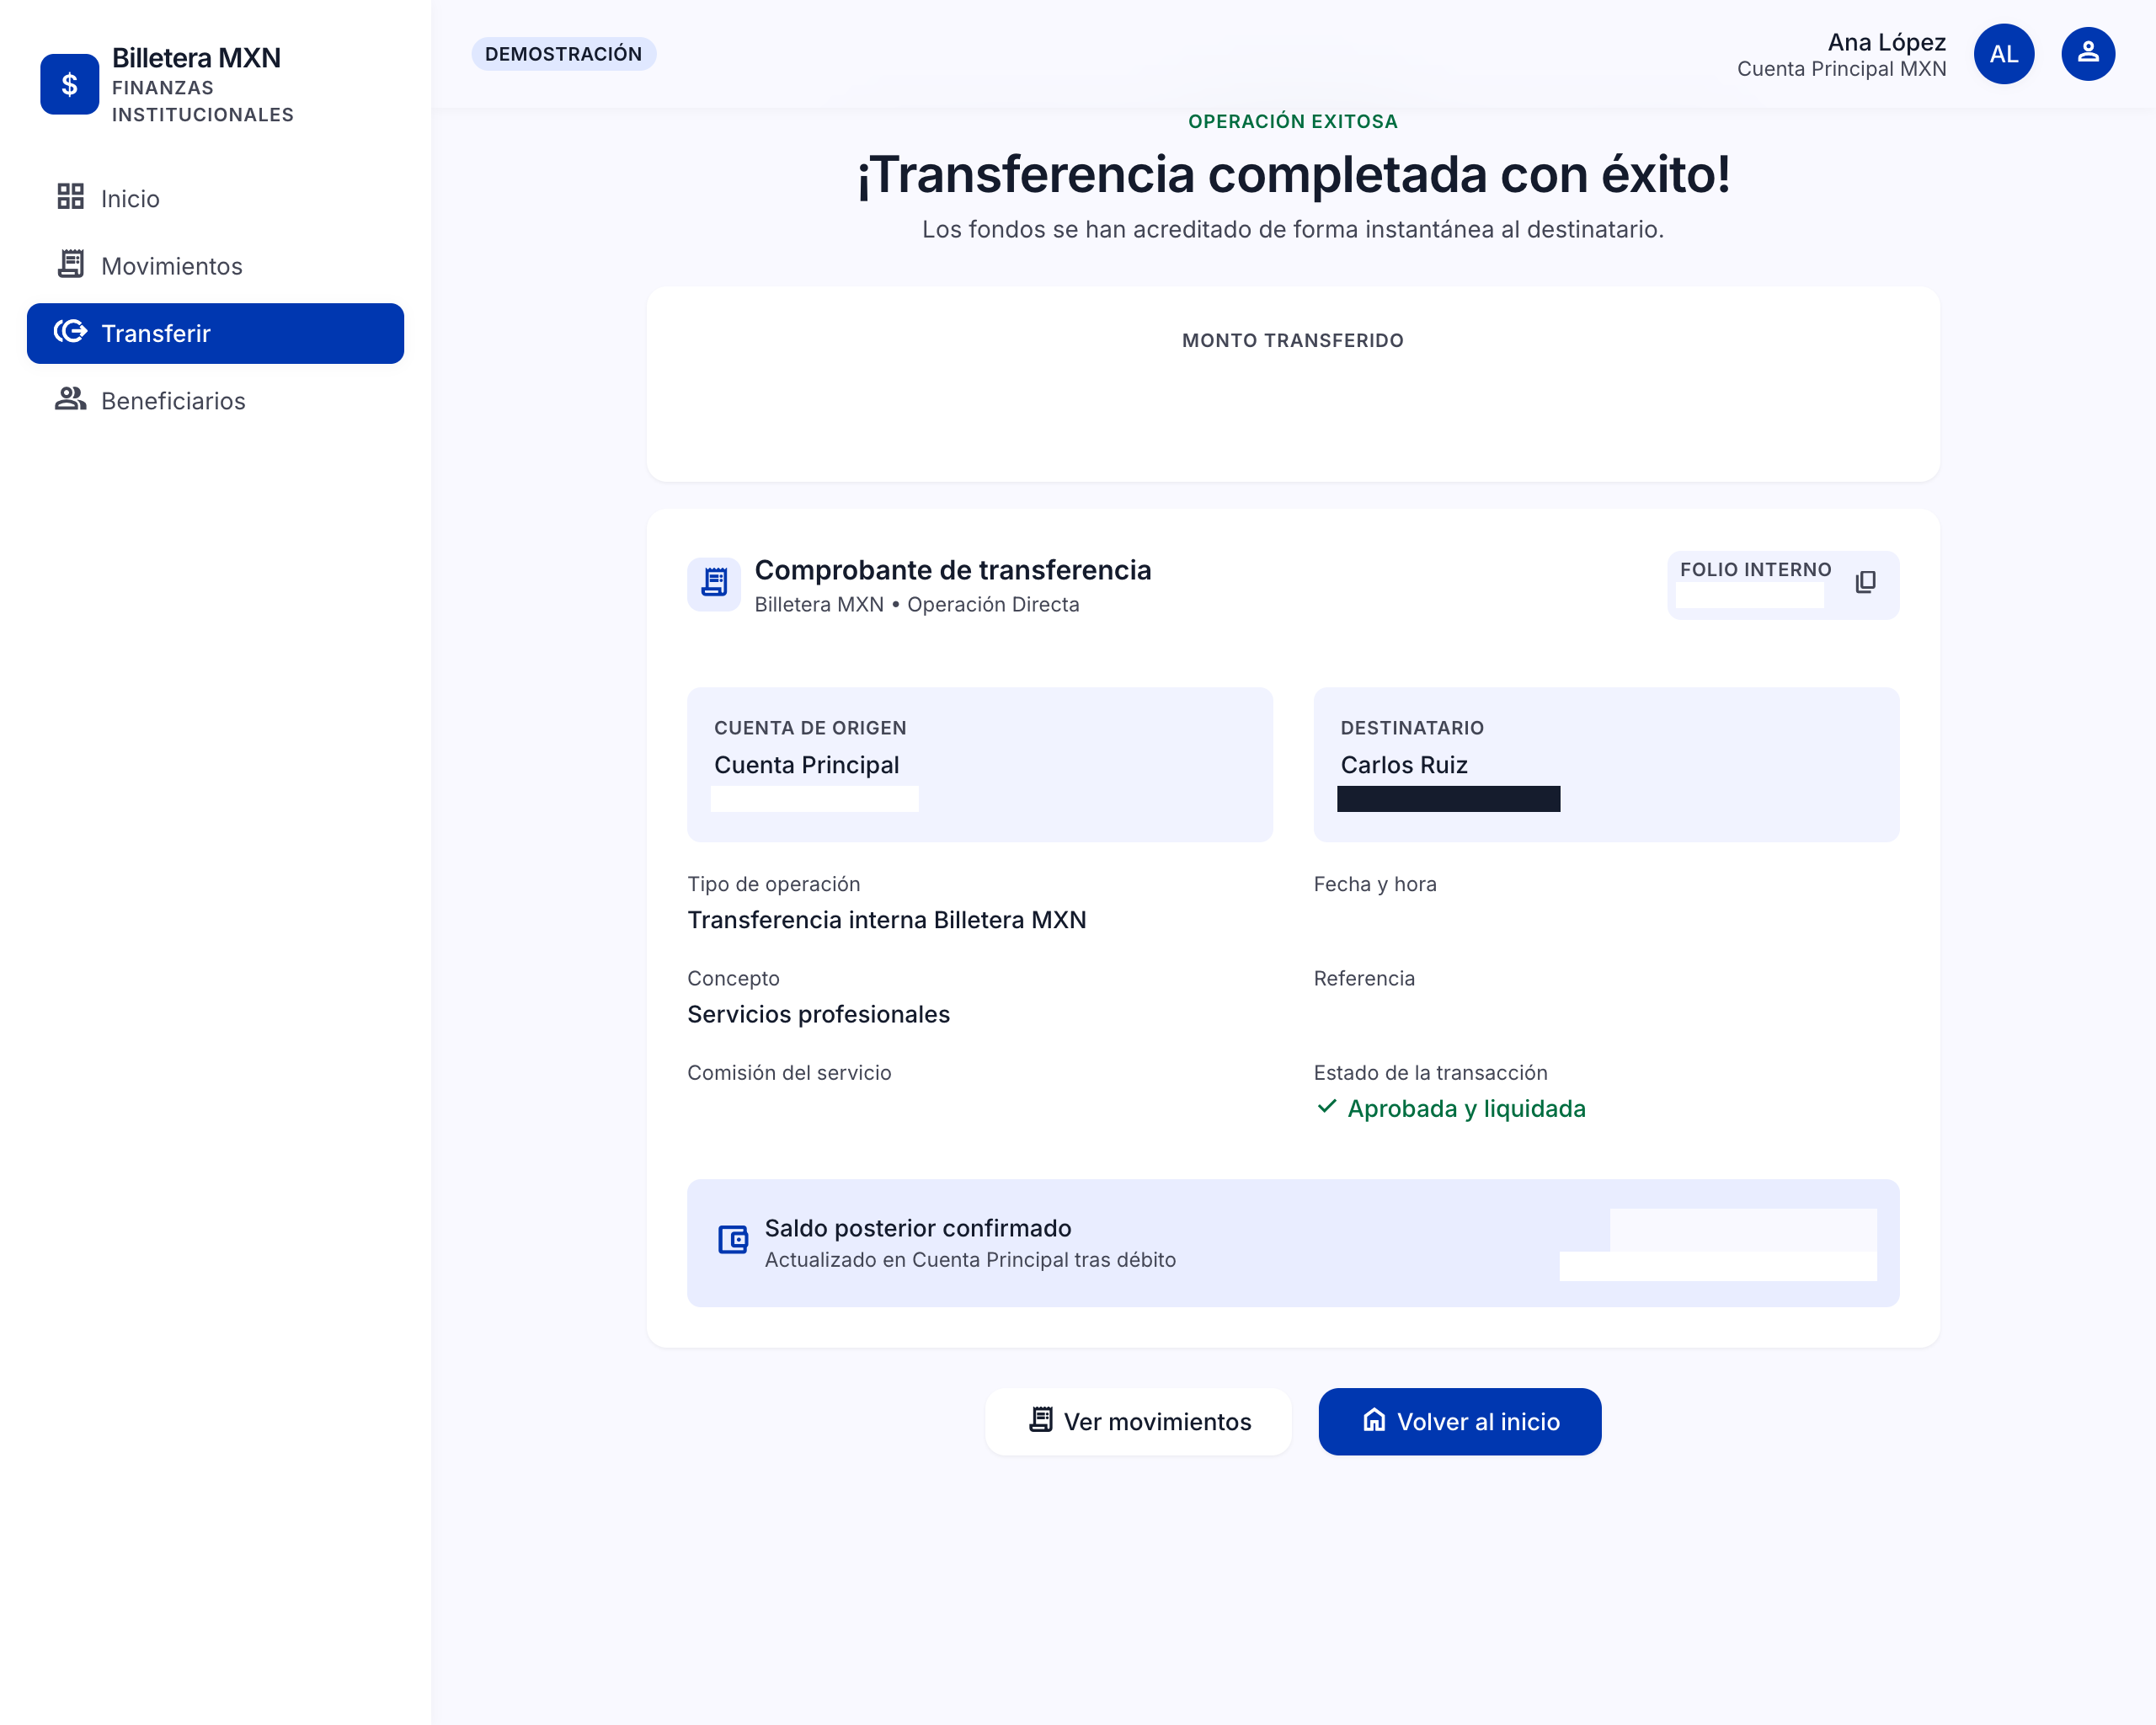 $
Billetera MXN
FINANZAS
INSTITUCIONALES
Inicio
Movimientos
Transferir
Beneficiarios
DEMOSTRACIÓN
Ana López
Cuenta Principal MXN
AL
OPERACIÓN EXITOSA
¡Transferencia completada con éxito!
Los fondos se han acreditado de forma instantánea al destinatario.
MONTO TRANSFERIDO
Comprobante de transferencia
Billetera MXN • Operación Directa
FOLIO INTERNO
CUENTA DE ORIGEN
Cuenta Principal
DESTINATARIO
Carlos Ruiz
Tipo de operación
Transferencia interna Billetera MXN
Fecha y hora
Concepto
Servicios profesionales
Referencia
Comisión del servicio
Estado de la transacción
Aprobada y liquidada
Saldo posterior confirmado
Actualizado en Cuenta Principal tras débito
Ver movimientos
Volver al inicio